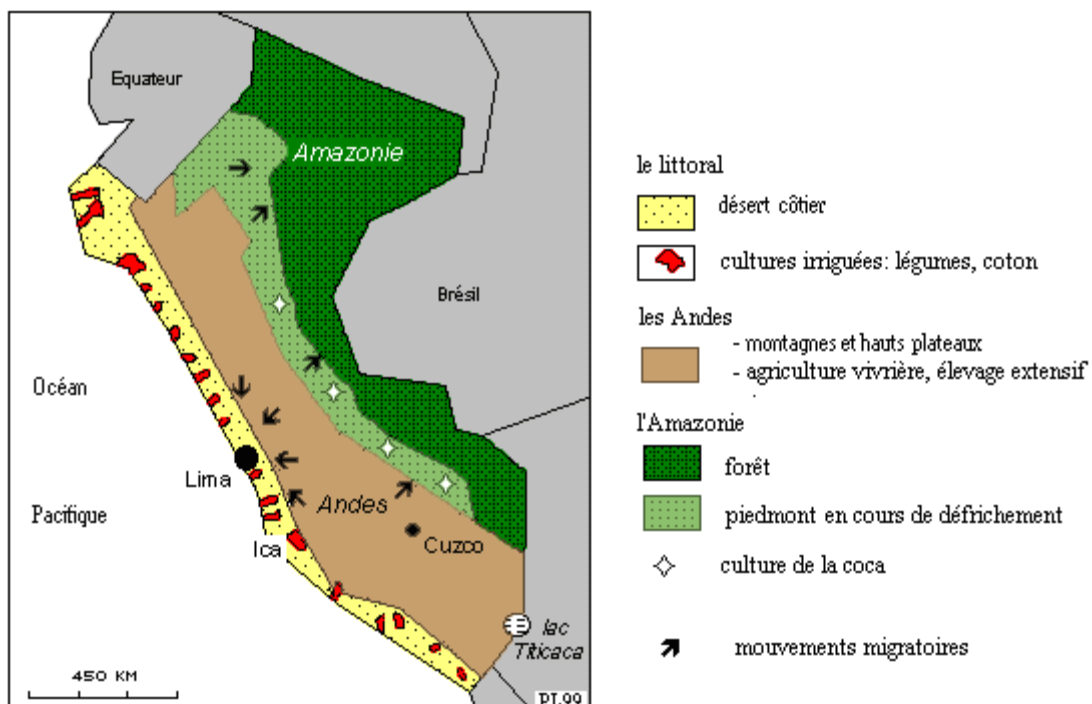 Equateur
Amazonie
Brésil
Océan
Lima
Pacifique
Andes
Ica
Cuzco
lac
Titicaca
450 KM
PJ.99
le littoral
désert côtier
cultures irriguées: légumes, coton
les Andes
- montagnes et hauts plateaux
- agriculture vivrière, élevage extensif
l'Amazonie
forêt
piedmont en cours de défrichement
culture de la coca
mouvements migratoires